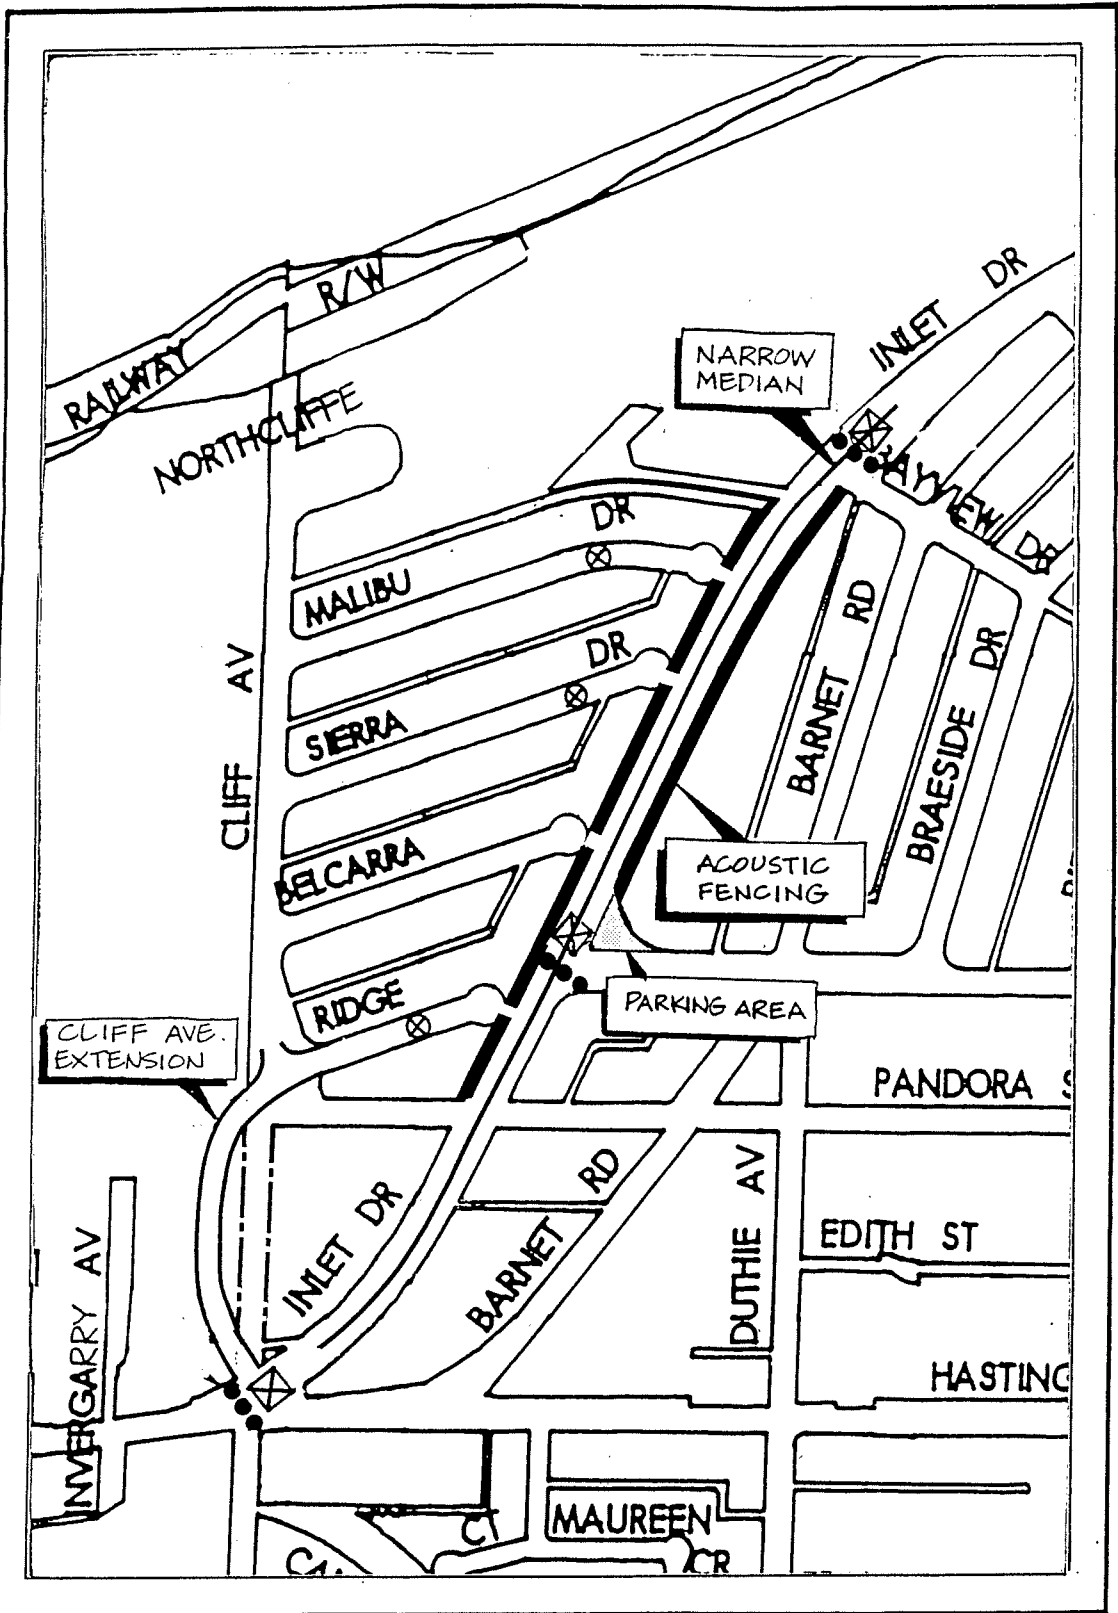 INLET DR
R/W
RAILWAY
NARROW
MEDIAN
NORTHCLIFFE
BAYVIEW DR
MALIBU DR
BARNET RD
CLIFF AV
SIERRA DR
BRAESIDE DR
BELCARRA
ACOUSTIC
FENCING
RIDGE
PARKING AREA
CLIFF AVE.
EXTENSION
PANDORA S
INLET DR
BARNET RD
DUTHIE AV
EDITH ST
INVERGARRY AV
HASTING
CT
MAUREEN
CR